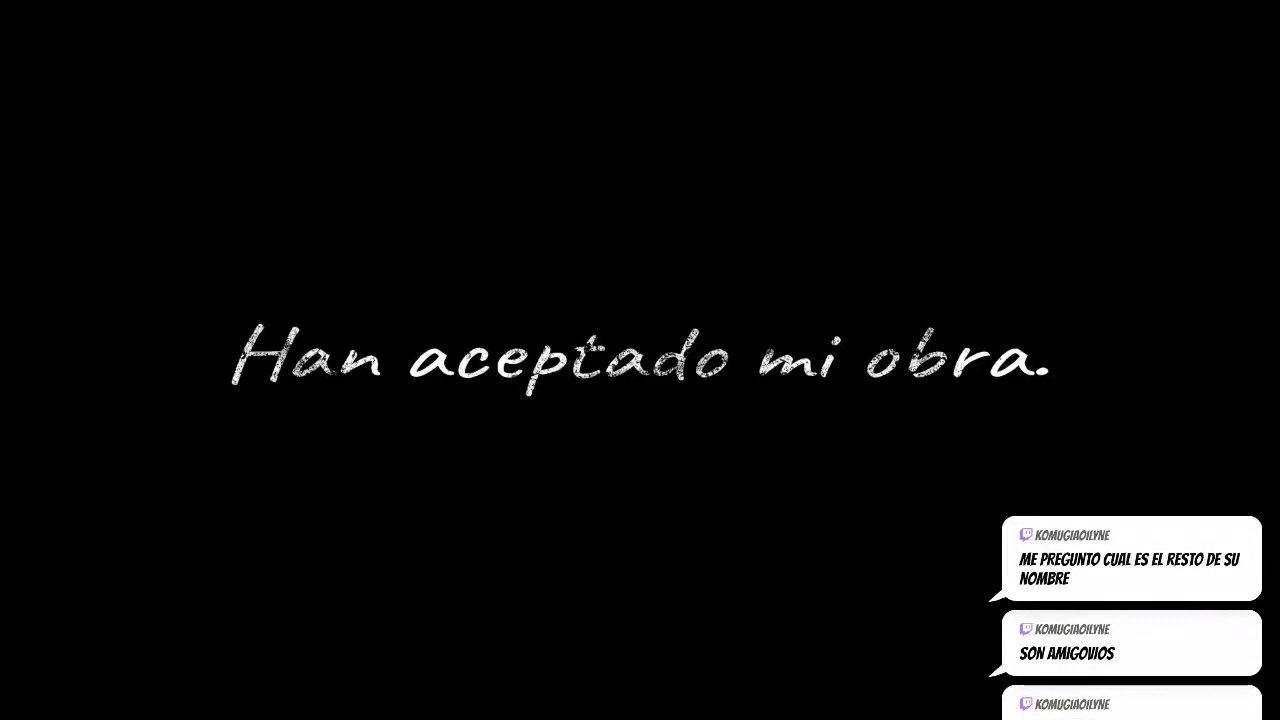 Han aceptado mi obra.
KOMUGIAOILYNE
ME PREGUNTO CUAL ES EL RESTO DE SU
NOMBRE
KOMUGIAOILYNE
SON AMIGOVIOS
KOMUGIAOILYNE